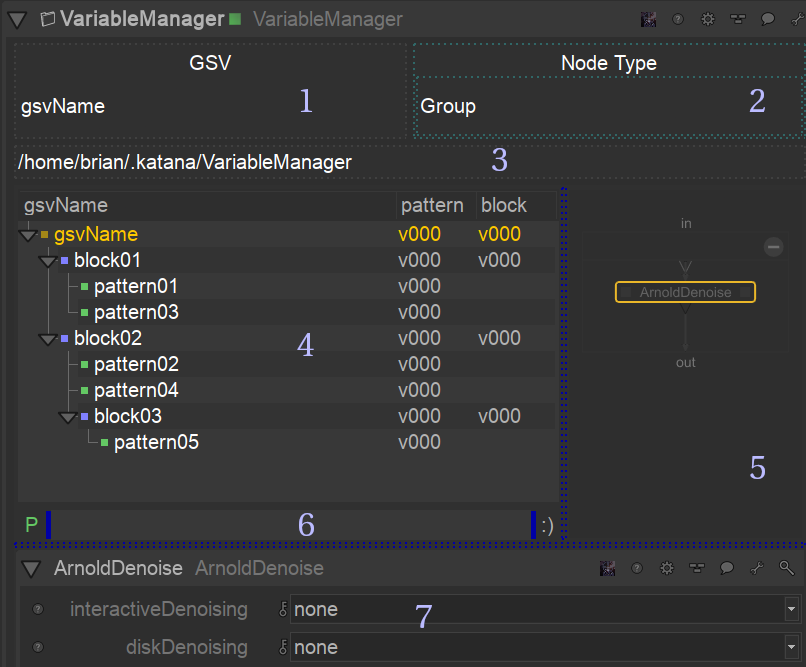 VariableManager VariableManager
GSV Node Type
gsvName 1 Group 2
/home/brian/.katana/VariableManager 3
gsvName pattern block
in
gsvName v000 v000
block01 v000 v000
pattern01 v000
ArnoldDenoise
pattern03 v000
block02 v000 v000
4
out
pattern02 v000
pattern04 v000
block03 v000 v000
pattern05 v000
5
P 6 :)
ArnoldDenoise ArnoldDenoise
interactiveDenoising none 7
diskDenoising none